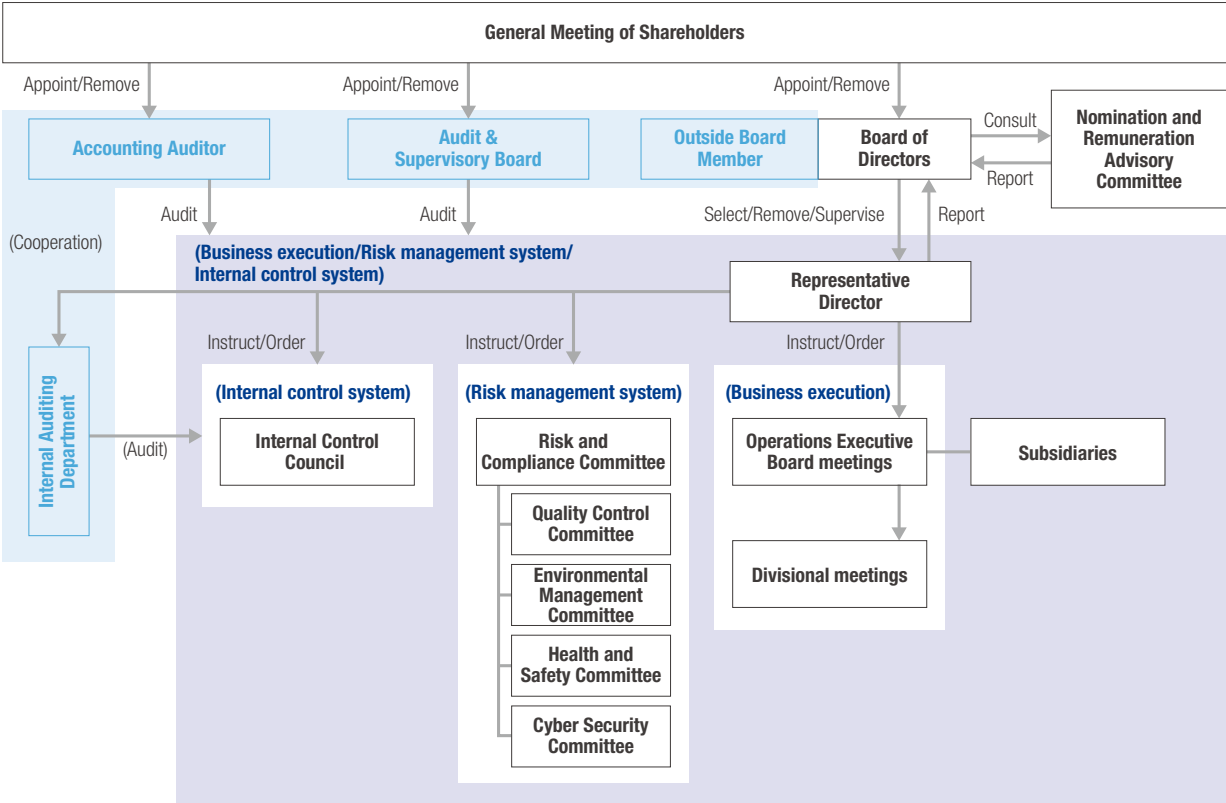 General Meeting of Shareholders
Appoint/Remove
Appoint/Remove
Appoint/Remove
Accounting Auditor
Audit &
Supervisory Board
Outside Board
Member
Board of
Directors
Consult
Report
Nomination and
Remuneration
Advisory
Committee
Audit
Audit
Select/Remove/Supervise
Report
(Cooperation)
(Business execution/Risk management system/
Internal control system)
Representative
Director
Instruct/Order
Instruct/Order
Instruct/Order
Internal Auditing
Department
(Audit)
(Internal control system)
Internal Control
Council
(Risk management system)
Risk and
Compliance Committee
Quality Control
Committee
Environmental
Management
Committee
Health and
Safety Committee
Cyber Security
Committee
(Business execution)
Operations Executive
Board meetings
Divisional meetings
Subsidiaries